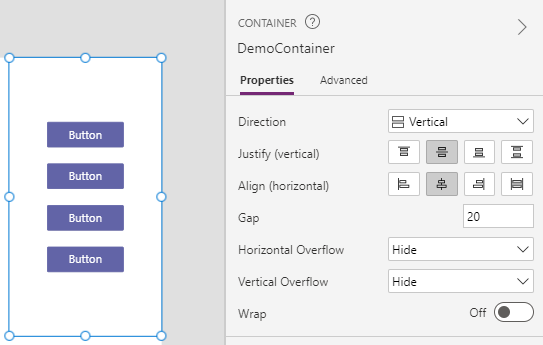 CONTAINER ?
DemoContainer
Properties Advanced
Direction Vertical
Justify (vertical)
Align (horizontal)
Gap 20
Horizontal Overflow Hide
Vertical Overflow Hide
Wrap Off
Button
Button
Button
Button